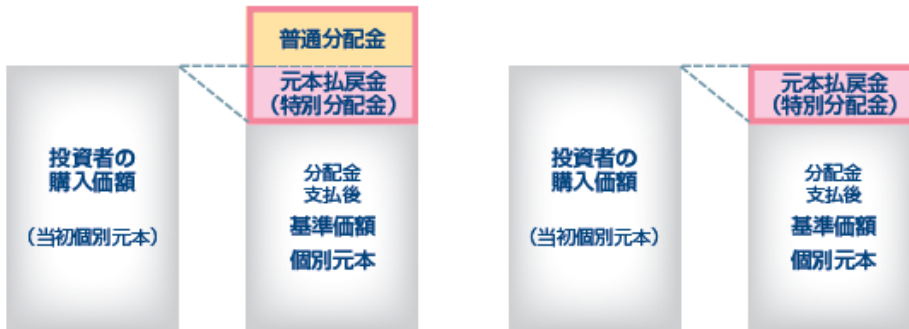 普通分配金
元本払戻金
(特別分配金)
投資者の
購入価額
(当初個別元本)
分配金
支払後
基準価額
個別元本
元本払戻金
(特別分配金)
投資者の
購入価額
(当初個別元本)
分配金
支払後
基準価額
個別元本